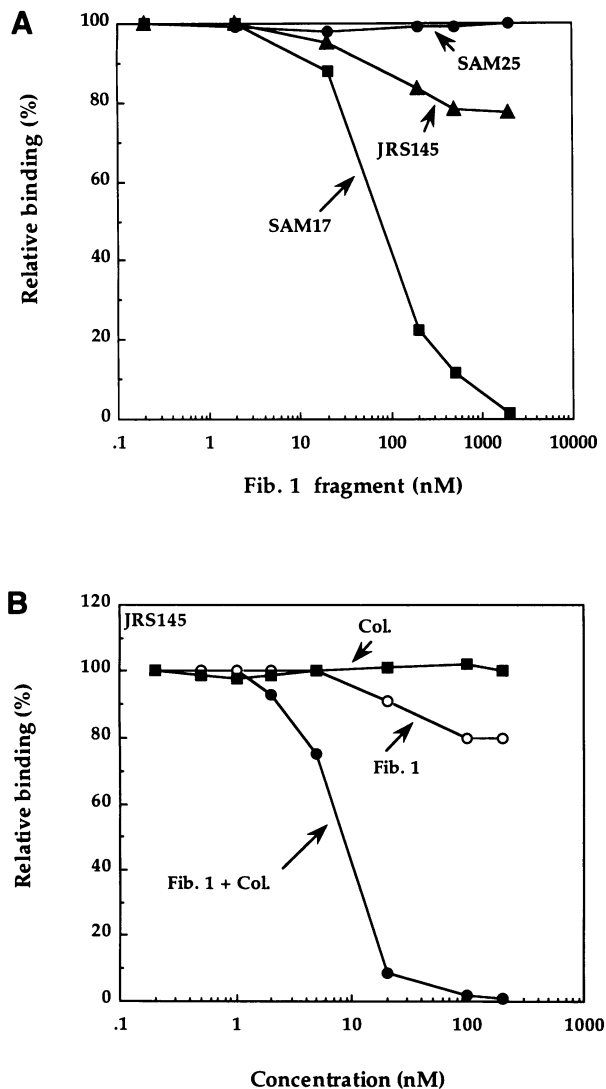 A
Relative binding (%)
100
80
60
40
20
0
SAM25
JRS145
SAM17
.1 1 10 100 1000 10000
Fib. 1 fragment (nM)
B
Relative binding (%)
120
100
80
60
40
20
0
JRS145
Col.
Fib. 1
Fib. 1 + Col.
.1 1 10 100 1000
Concentration (nM)